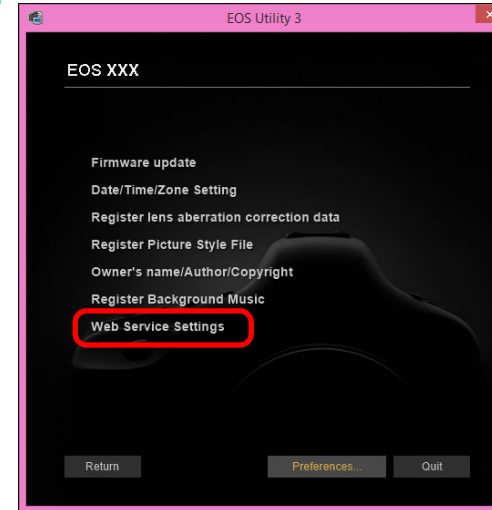 EOS Utility 3
EOS XXX
Firmware update
Date/Time/Zone Setting
Register lens aberration correction data
Register Picture Style File
Owner's name/Author/Copyright
Register Background Music
Web Service Settings
Return Preferences... Quit